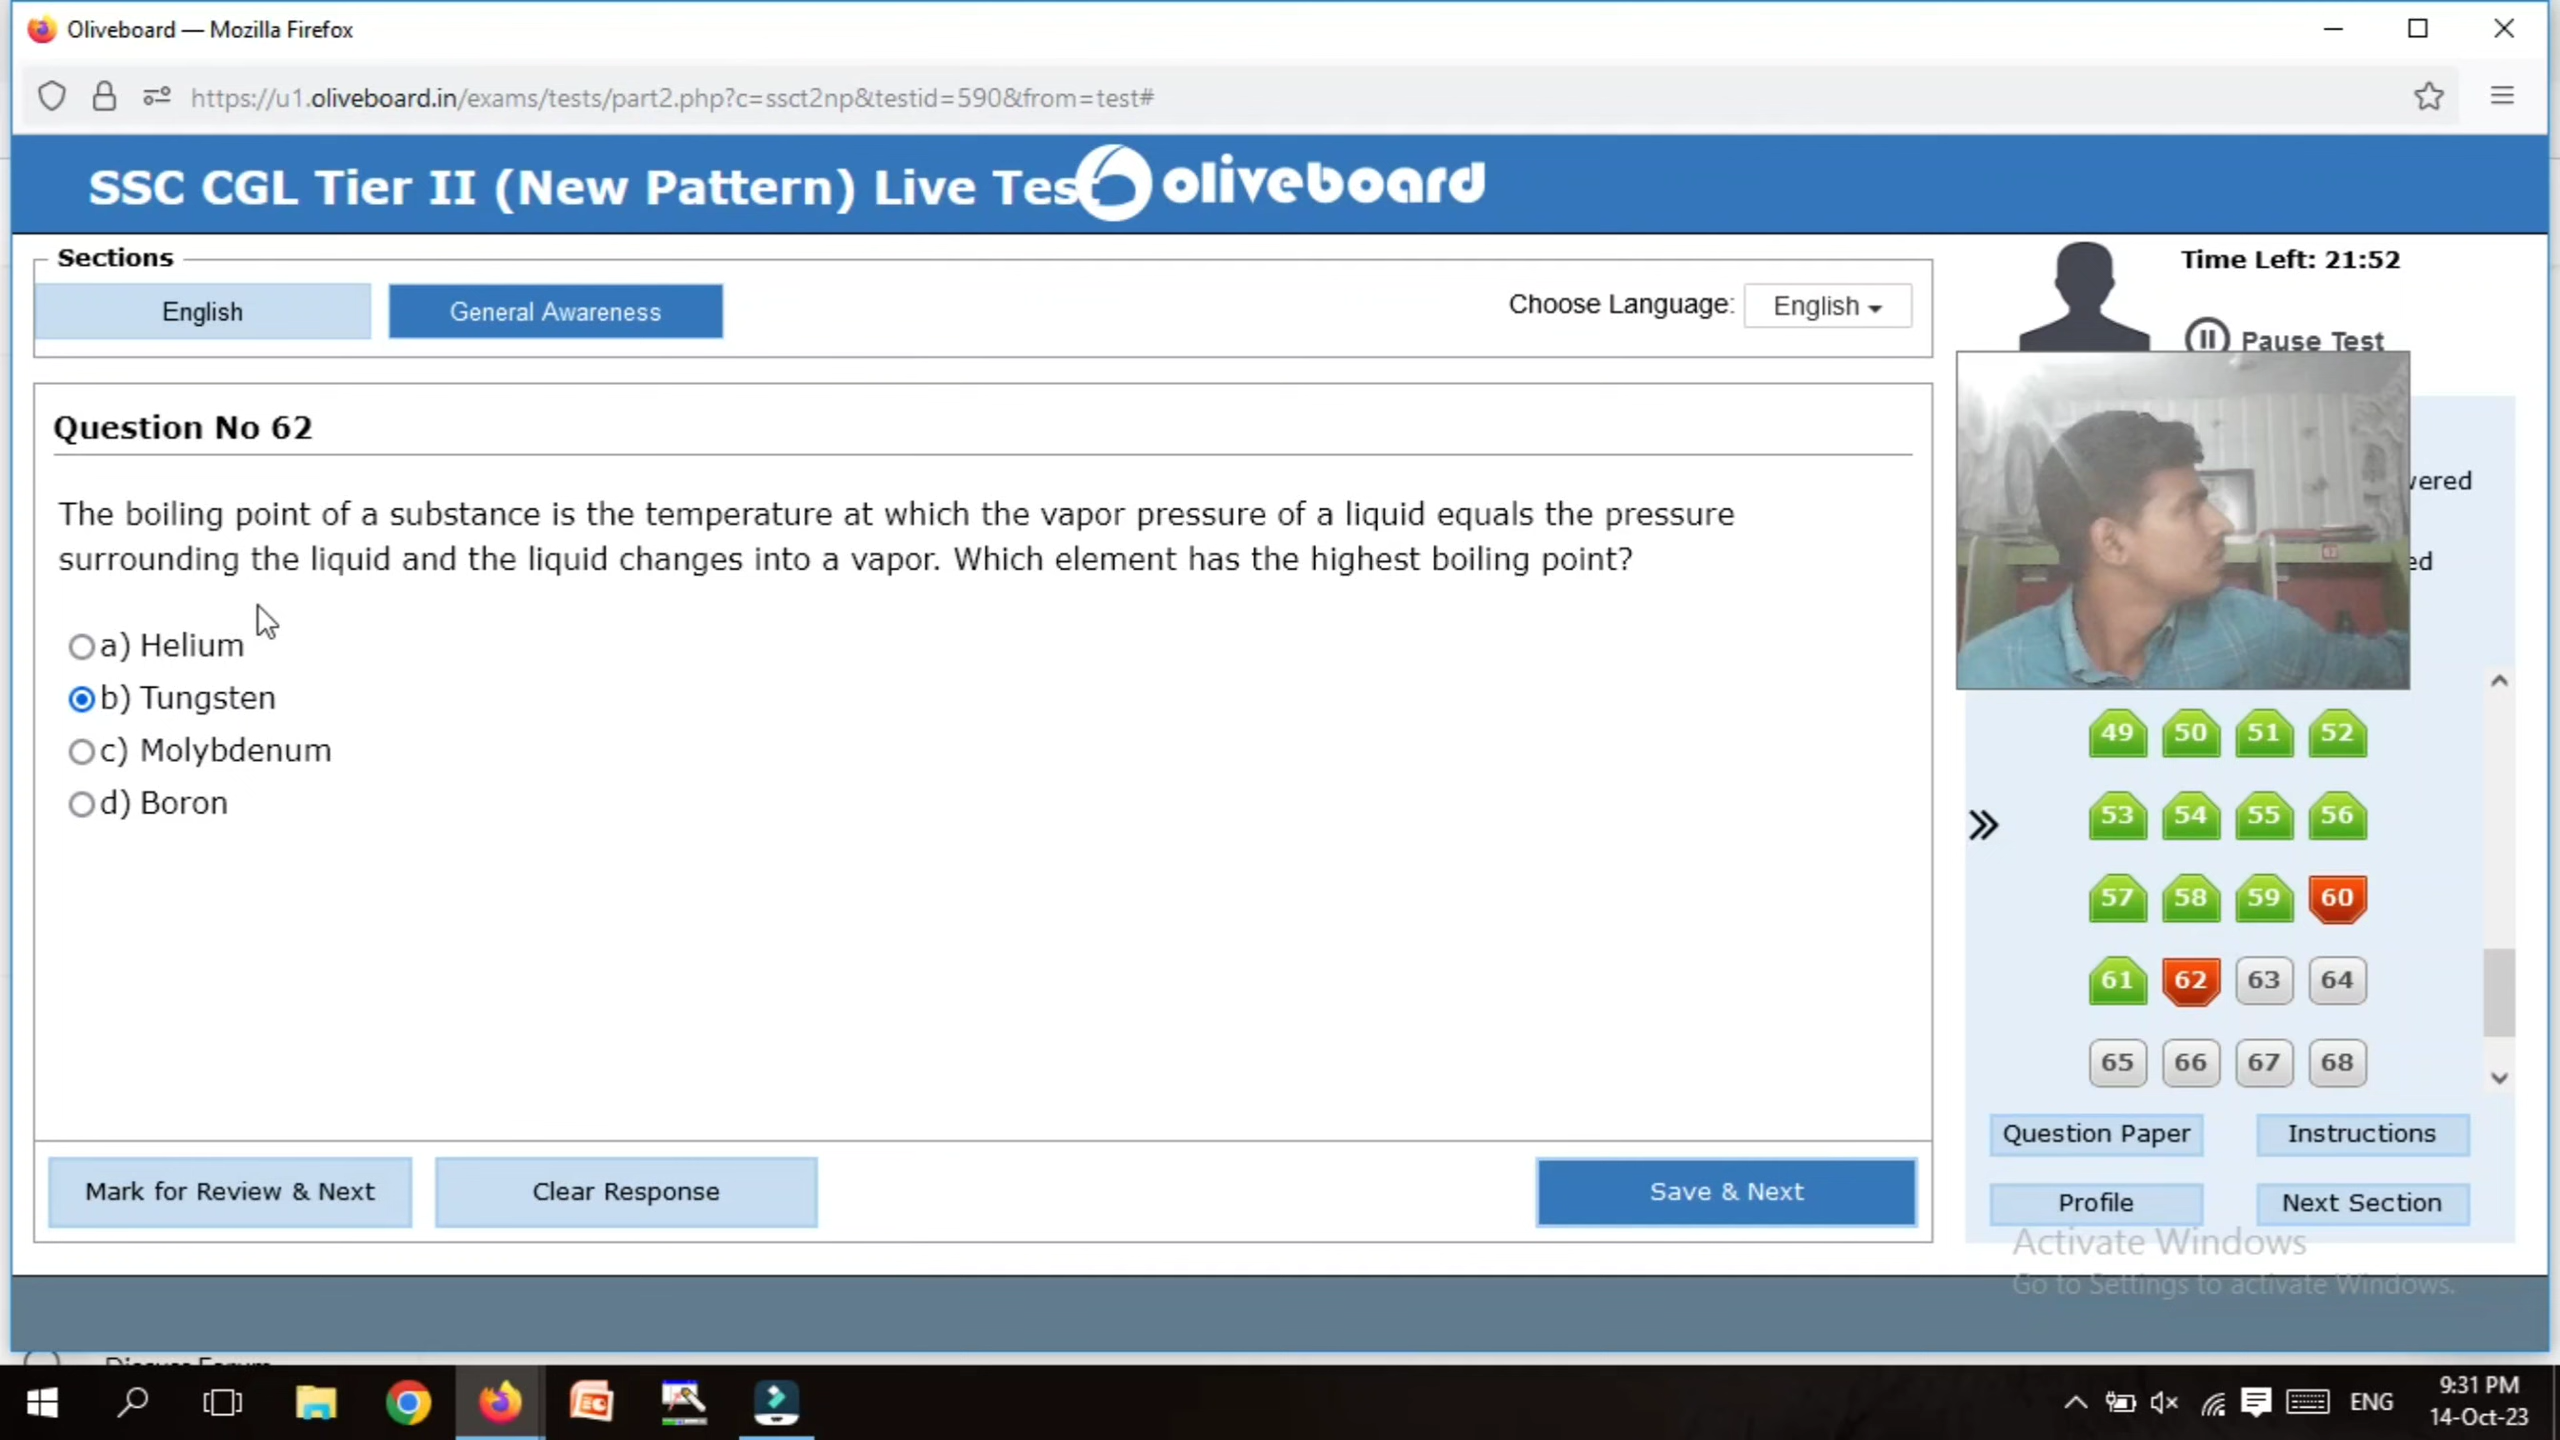 Oliveboard — Mozilla Firefox
https://u1.oliveboard.in/exams/tests/part2.php?c=ssct2np&testid=590&from=test#
SSC CGL Tier II (New Pattern) Live Tes
oliveboard
Sections
English
General Awareness
Choose Language:
English
Time Left: 21:52
Pause Test
Question No 62
The boiling point of a substance is the temperature at which the vapor pressure of a liquid equals the pressure
surrounding the liquid and the liquid changes into a vapor. Which element has the highest boiling point?
a) Helium
b) Tungsten
c) Molybdenum
d) Boron
wered
ed
49 50 51 52
53 54 55 56
57 58 59 60
61 62 63 64
65 66 67 68
Question Paper
Instructions
Profile
Next Section
Mark for Review & Next
Clear Response
Save & Next
Activate Windows
Go to Settings to activate Windows.
ENG
9:31 PM
14-Oct-23